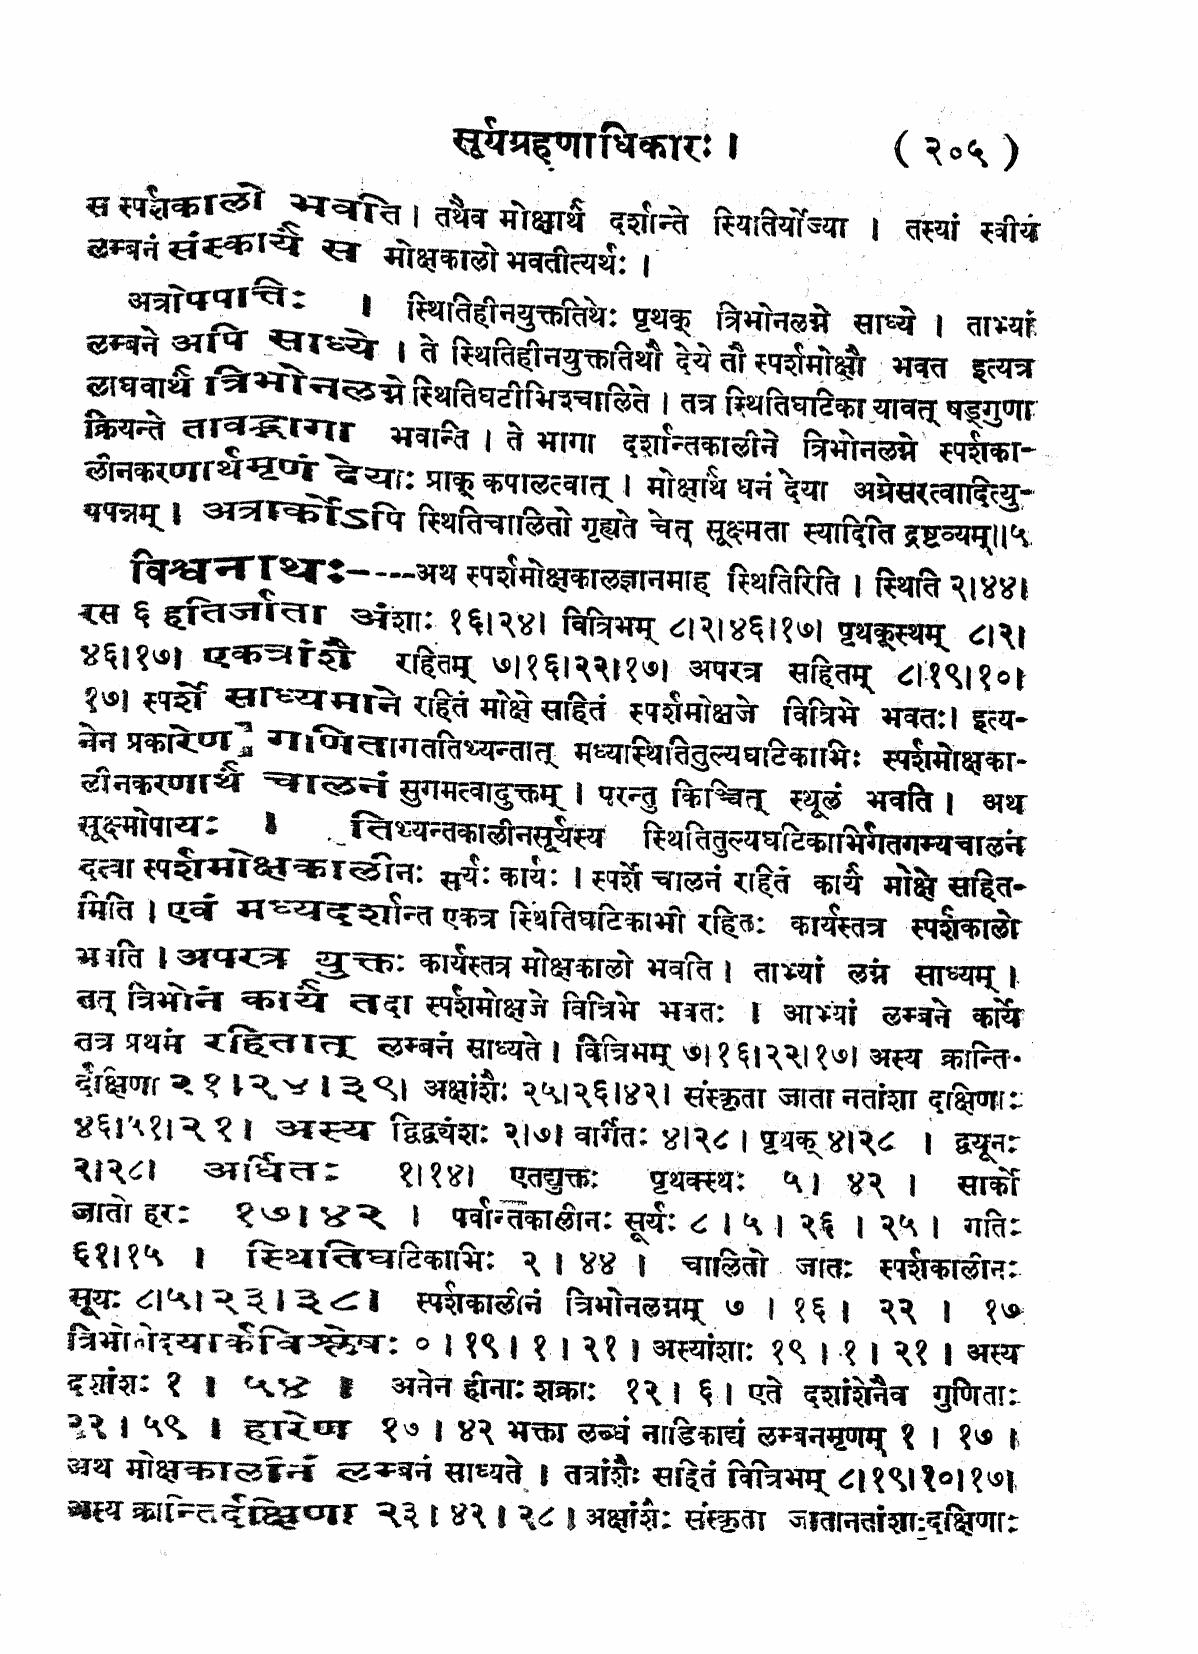 सूर्यग्रहणाधिकारः । ( २०५ )
स स्पर्शकालो भवति । तथैव मोक्षार्थं दर्शान्ते स्थितिर्योज्या । तस्यां स्त्रीयं
लम्बनं संस्कार्यं स मोक्षकालो भवतीत्यर्थः ।
अत्रोपपात्तिः । स्थितिहीनयुक्ततिथेः पृथक् त्रिभोनलग्ने साध्ये । ताभ्यां
लम्बने अपि साध्ये । ते स्थितिहीनयुक्ततिथौ देये तौ स्पर्शमोक्षौ भवत इत्यत्र
लाघवार्थं त्रिभोनलग्ने स्थितिघटीभिश्चालिते । तत्र स्थितिघटिका यावत् षड्गुणा
क्रियन्ते तावद्भागा भवान्ति । ते भागा दर्शान्तकालीने त्रिभोनलग्ने स्पर्शका-
लीनकरणार्थमृणं देयाः प्राक् कपालत्वात् । मोक्षार्थं धनं देया अग्रेसरत्वादित्यु-
पपन्नम् । अत्रार्कोऽपि स्थितिचालितो गृह्यते चेत् सूक्ष्मता स्यादिति द्रष्टव्यम्॥५
विश्वनाथः-----अथ स्पर्शमोक्षकालज्ञानमाह स्थितिरिति । स्थिति २।४४।
रस ६ हतिर्जाता अंशाः १६।२४। वित्रिभम् ८।२।४६।१७। पृथक्स्थम् ८।२।
४६।१७। एकत्रांशै रहितम् ७।१६।२२।१७। अपरत्र सहितम् ८।१९।१०।
१७। स्पर्शे साध्यमाने रहितं मोक्षे सहितं स्पर्शमोक्षजे वित्रिभे भवतः। इत्य-
नेन प्रकारेण गणितागततिथ्यन्तात् मध्यास्थितितुल्यघाटिकाभिः स्पर्शमोक्षका-
लीनकरणार्थं चालनं सुगमत्वादुक्तम् । परन्तु किञ्चित् स्थूलं भवति । अथ
सूक्ष्मोपायः । तिथ्यन्तकालीनसूर्यस्य स्थितितुल्यघटिकाभिर्गतगम्यचालनं
दत्वा स्पर्शमोक्षकालीनः सूर्यः कार्यः । स्पर्शे चालनं राहितं कार्यं मोक्षे सहित-
मिति । एवं मध्यदर्शान्त एकत्र स्थितिघटिकाभी रहितः कार्यस्तत्र स्पर्शकालो
भवति । अपरत्र युक्तः कार्यस्तत्र मोक्षकालो भवति । ताभ्यां लग्नं साध्यम् ।
तत् त्रिभोनं कार्यं तदा स्पर्शमोक्षजे वित्रिभे भवतः । आभ्यां लम्बने कार्ये
तत्र प्रथमं रहितात् लम्बनं साध्यते । वित्रिभम् ७।१६।२२।१७। अस्य क्रान्ति-
र्दक्षिणा २१।२५।३९। अक्षांशैः २५।२६।४२। संस्कृता जाता नतांशा दक्षिणाः
४६।५१।२१। अस्य द्विद्व्यंशः २।७। वार्गितः ४।२८ । पृथक् ४।२८ । द्व्यूनः
२।२८। अर्धितः १।१४। एतद्युक्तः पृथक्स्थः ५। ४२ । सार्को
जातो हरः १७।४२ । पर्वान्तकालीनः सूर्यः ८ । ५ । २६ । २५ । गतिः
६१।१५ । स्थितिघटिकाभिः २ । ४४ । चालितो जातः स्पर्शकालीनः
सूर्यः ८।५।२३।३८। स्पर्शकालीनं त्रिभोनलग्नम् ७ । १६ । २२ । १७
त्रिभोनोदयार्कविश्लेषः ० । १९ । १ । २१ । अस्यांशाः १९ । १ । २१ । अस्य
दशांशः १ । ५४ । अनेन हीनाः शक्राः १२ । ६ । एते दशांशेनैव गुणिताः
२२ । ५९ । हारेण १७ । ४२ भक्ता लब्धं नाडिकाद्यं लम्बनमृणम् १ । १७ ।
अथ मोक्षकालीनं लम्बनं साध्यते । तत्रांशैः सहितं वित्रिभम् ८।१९।१०।१७।
अस्य क्रान्तिर्दक्षिणा २३ । ४२ । २८ । अक्षांशैः संस्कृता जातानतांशाःदक्षिणाः